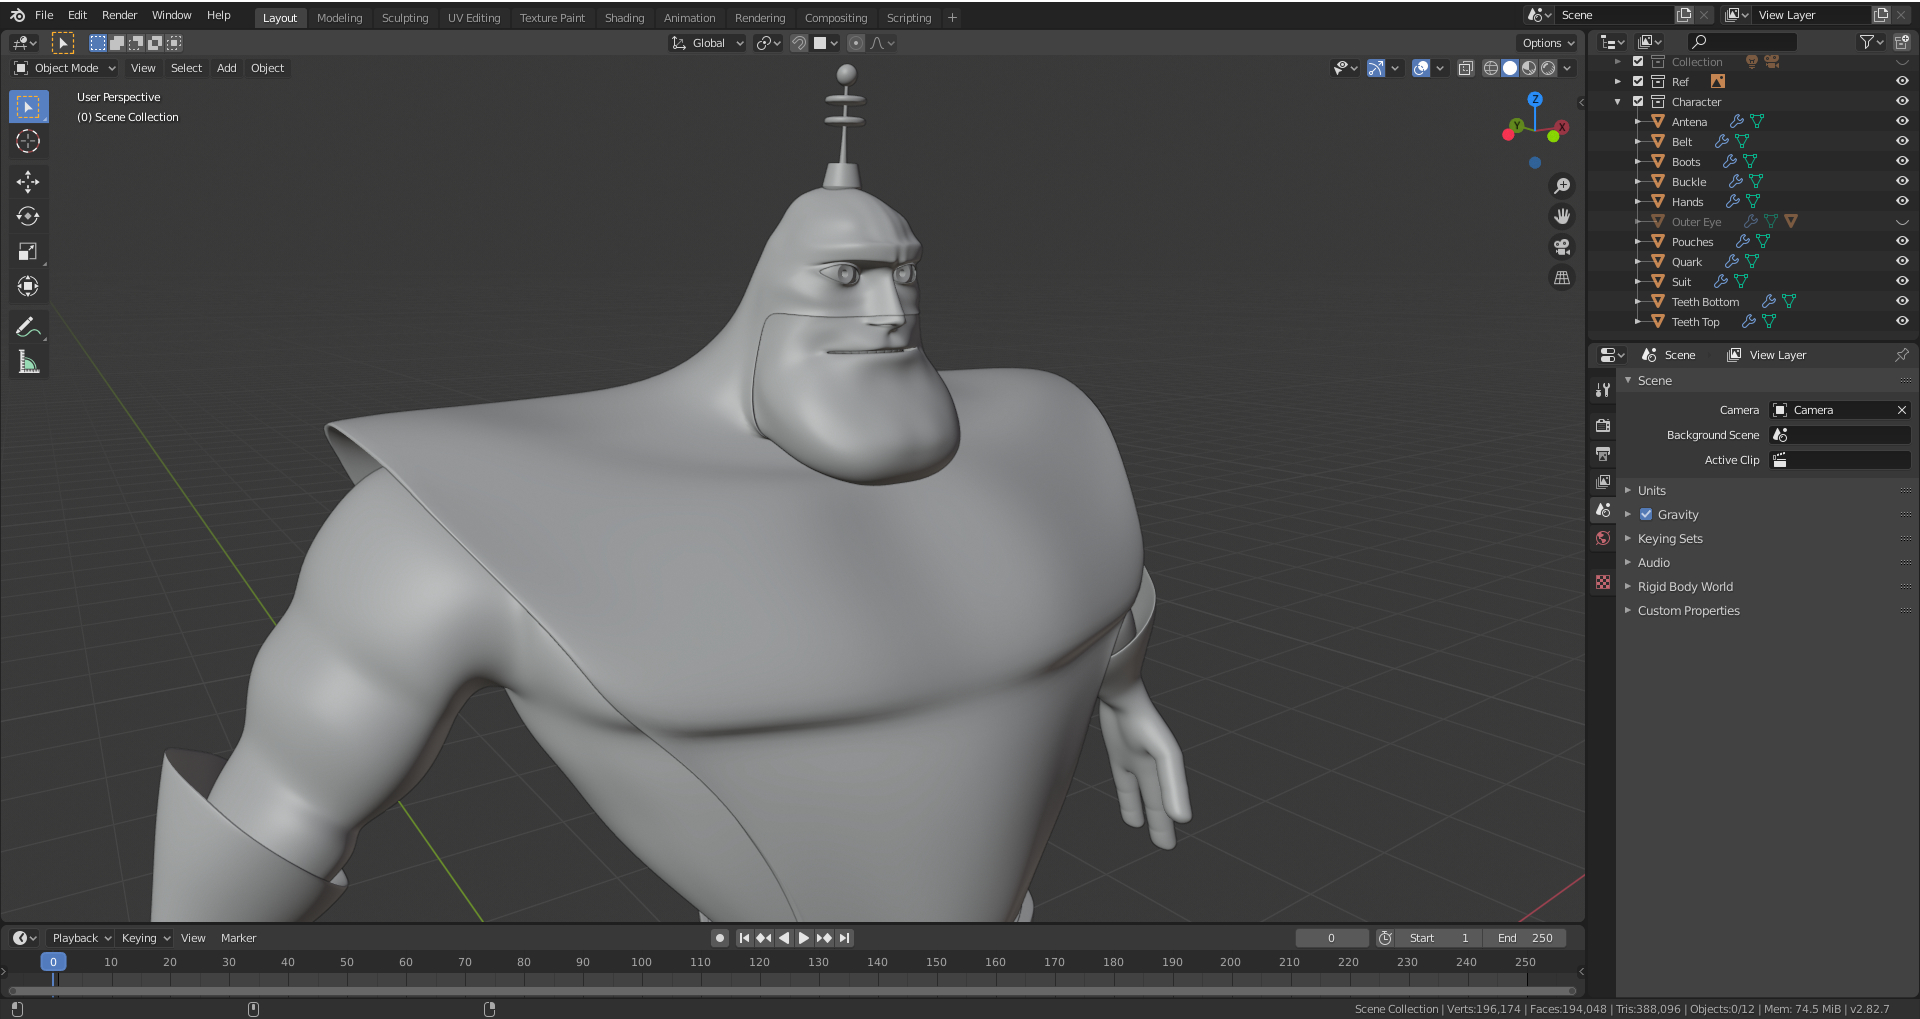 File Edit Render Window Help Layout Modeling Sculpting UV Editing Texture Paint Shading Animation Rendering Compositing Scripting + Scene View Layer
Global Options
Object Mode View Select Add Object
User Perspective
(0) Scene Collection
Z
Y X
Collection
Ref
Character
Antena
Belt
Boots
Buckle
Hands
Outer Eye
Pouches
Quark
Suit
Teeth Bottom
Teeth Top
Scene View Layer
Scene
Camera Camera
Background Scene
Active Clip
Units
Gravity
Keying Sets
Audio
Rigid Body World
Custom Properties
Playback Keying View Marker 0 Start 1 End 250
0 10 20 30 40 50 60 70 80 90 100 110 120 130 140 150 160 170 180 190 200 210 220 230 240 250
Scene Collection | Verts:196,174 | Faces:194,048 | Tris:388,096 | Objects:0/12 | Mem: 74.5 MiB | v2.82.7